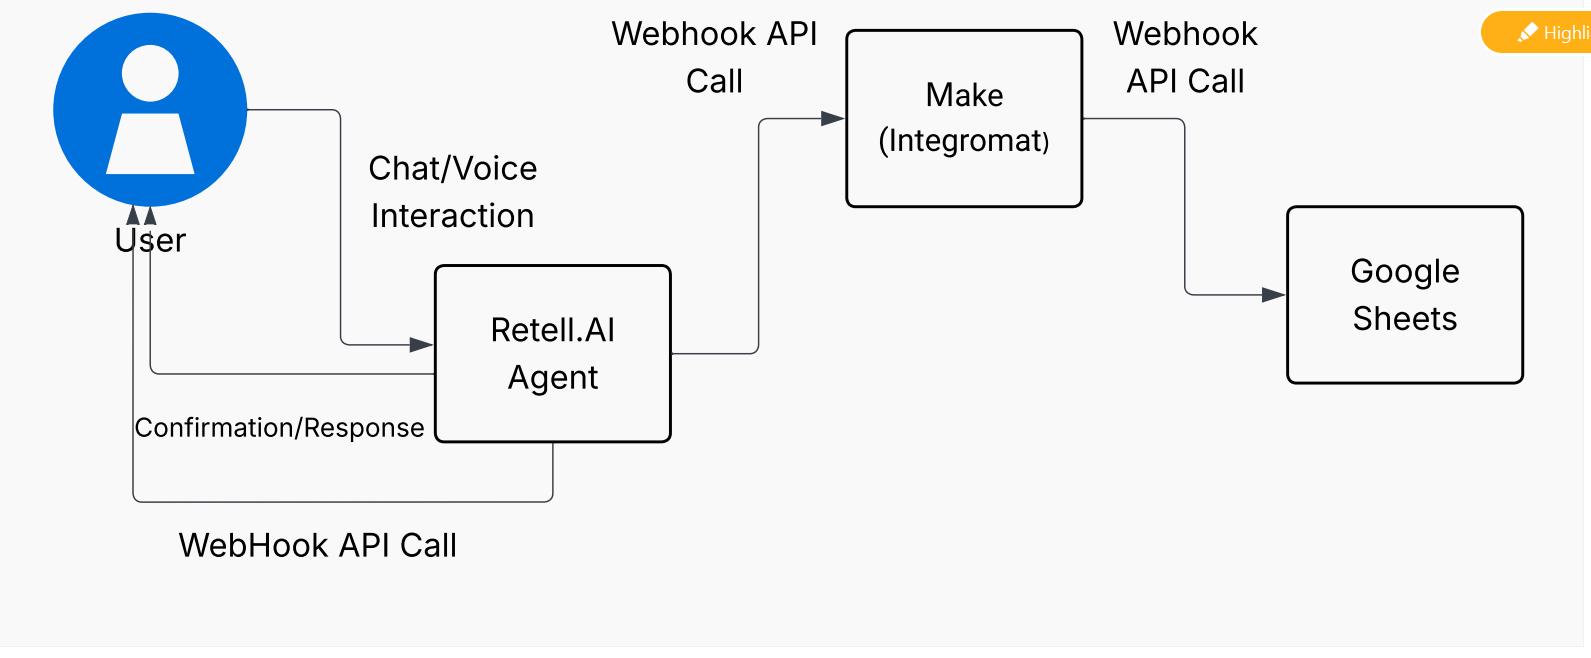 Webhook API
Call
Make
(Integromat)
Webhook
API Call
Highli
Chat/Voice
Interaction
User
Retell.AI
Agent
Google
Sheets
Confirmation/Response
WebHook API Call